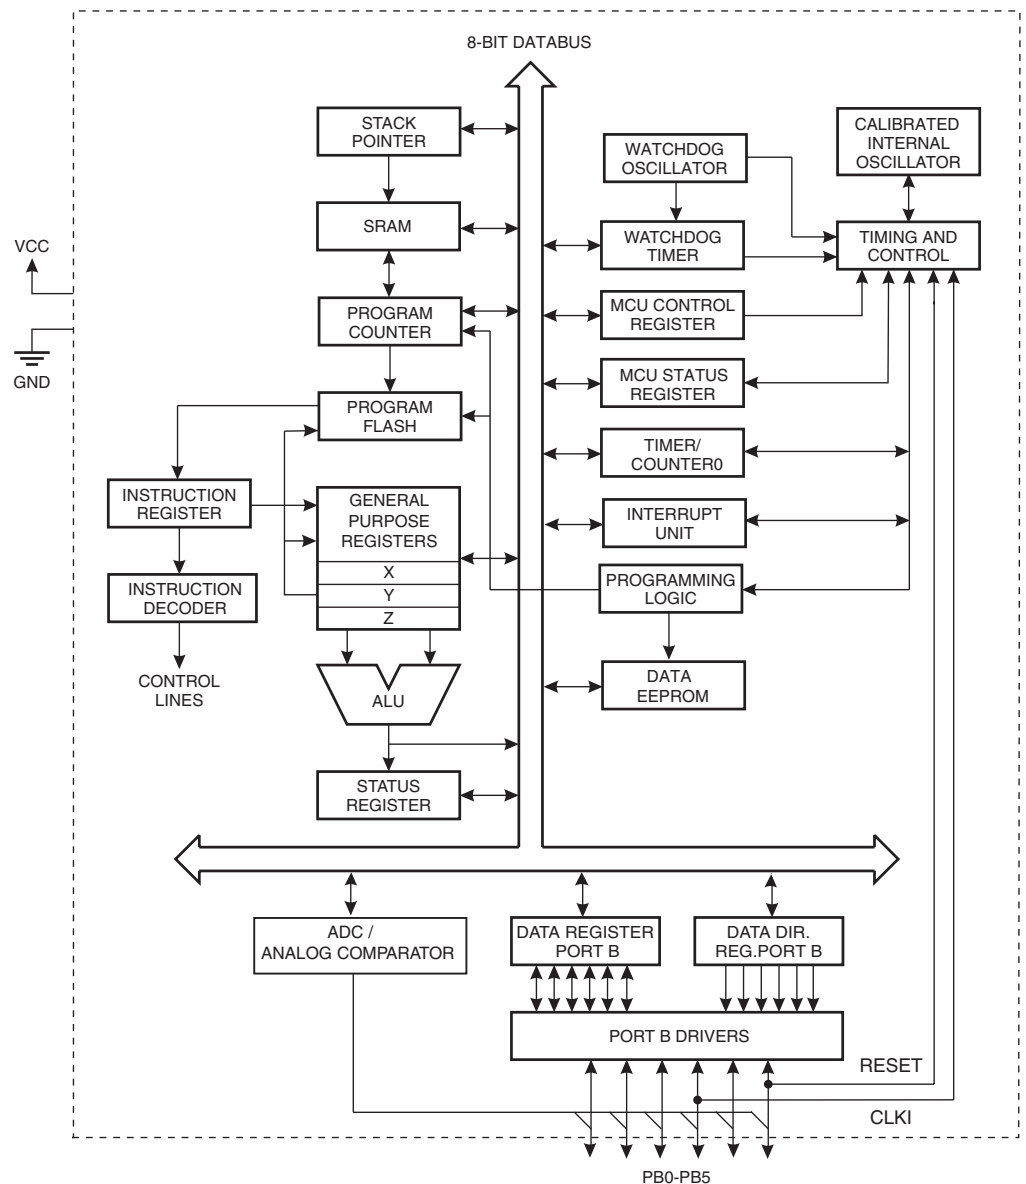 8-BIT DATABUS
STACK
POINTER
SRAM
PROGRAM
COUNTER
PROGRAM
FLASH
VCC
GND
INSTRUCTION
REGISTER
INSTRUCTION
DECODER
CONTROL
LINES
GENERAL
PURPOSE
REGISTERS
X
Y
Z
ALU
STATUS
REGISTER
WATCHDOG
OSCILLATOR
WATCHDOG
TIMER
MCU CONTROL
REGISTER
MCU STATUS
REGISTER
TIMER/
COUNTER0
INTERRUPT
UNIT
PROGRAMMING
LOGIC
DATA
EEPROM
CALIBRATED
INTERNAL
OSCILLATOR
TIMING AND
CONTROL
ADC /
ANALOG COMPARATOR
DATA REGISTER
PORT B
DATA DIR.
REG.PORT B
PORT B DRIVERS
RESET
CLKI
PB0-PB5